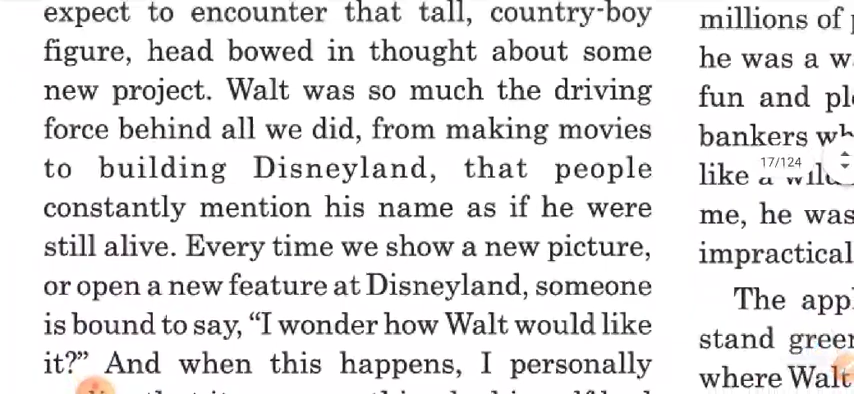 expect to encounter that tall, country-boy
figure, head bowed in thought about some
new project. Walt was so much the driving
force behind all we did, from making movies
to building Disneyland, that people
constantly mention his name as if he were
still alive. Every time we show a new picture,
or open a new feature at Disneyland, someone
is bound to say, “I wonder how Walt would like
it?” And when this happens, I personally
millions of
he was a
fun and
bankers
like a
17/124
me, he was
impractical
The
stand
where Walt